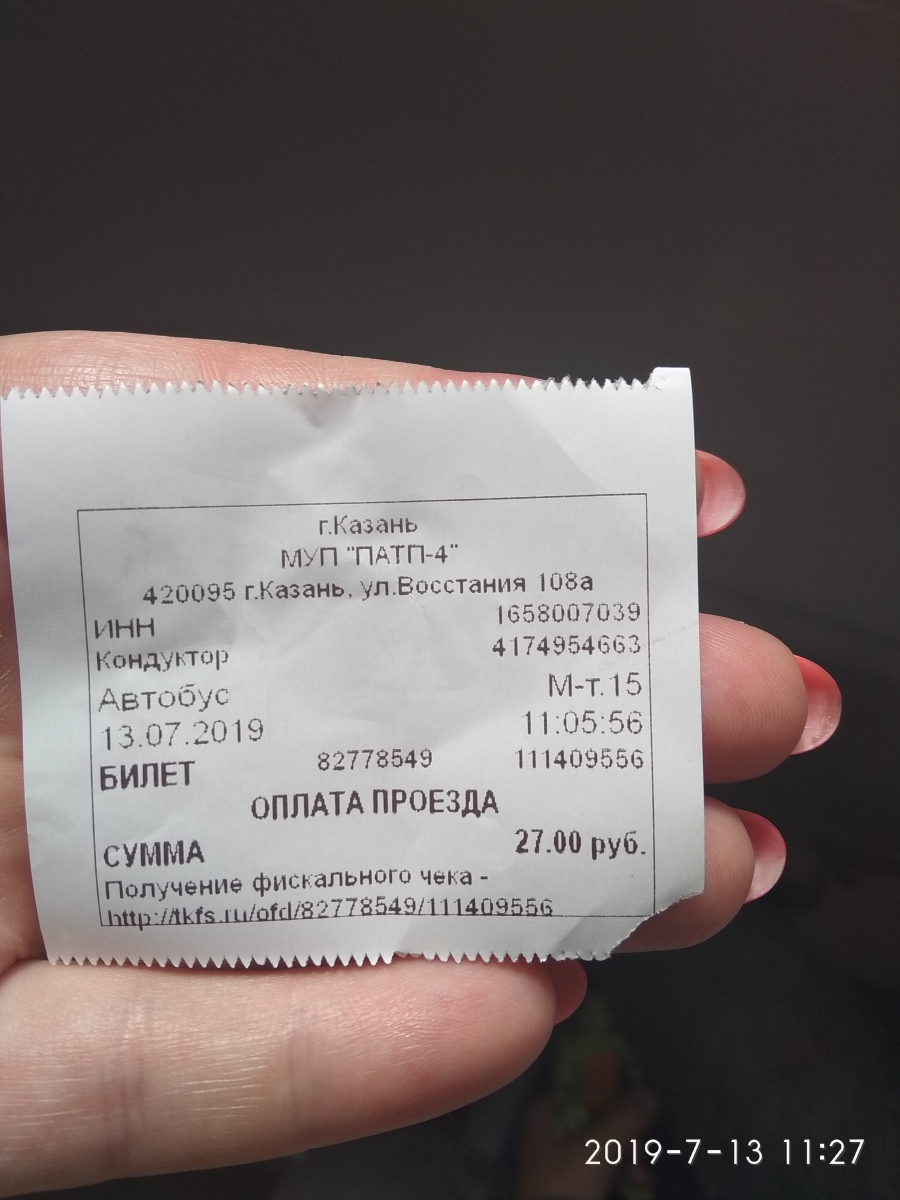 г.Казань
МУП "ПАТП-4"
420095 г.Казань, ул.Восстания 108а
ИНН 1658007039
Кондуктор 4174954663
Автобус М-т.15
13.07.2019 11:05:56
БИЛЕТ 82778549 111409556
ОПЛАТА ПРОЕЗДА
СУММА 27.00 руб.
Получение фискального чека -
http://tkfs.ru/ofd/82778549/111409556
2019-7-13 11:27